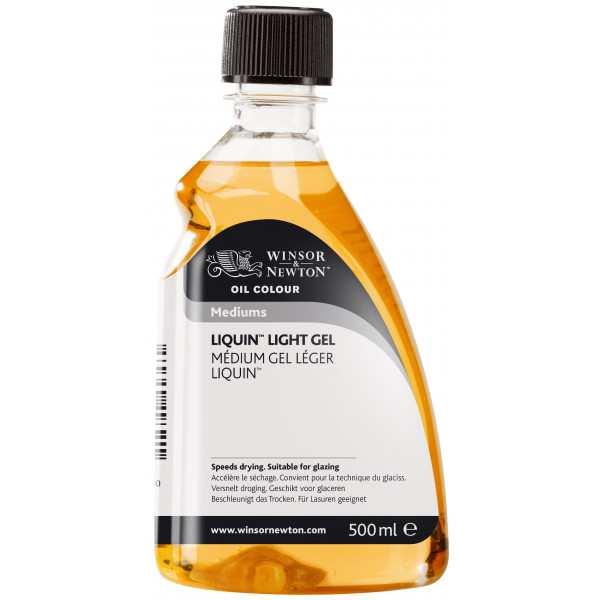 WINSOR
&
NEWTON™
OIL COLOUR
Mediums
LIQUIN™ LIGHT GEL
MÉDIUM GEL LÉGER
LIQUIN™
Speeds drying. Suitable for glazing
Accélère le séchage. Convient pour la technique du glaciss.
Versnelt droging. Geschikt voor glaceren
Beschleunigt das Trocken. Für Lasuren geeignet
www.winsornewton.com
500 ml ℮